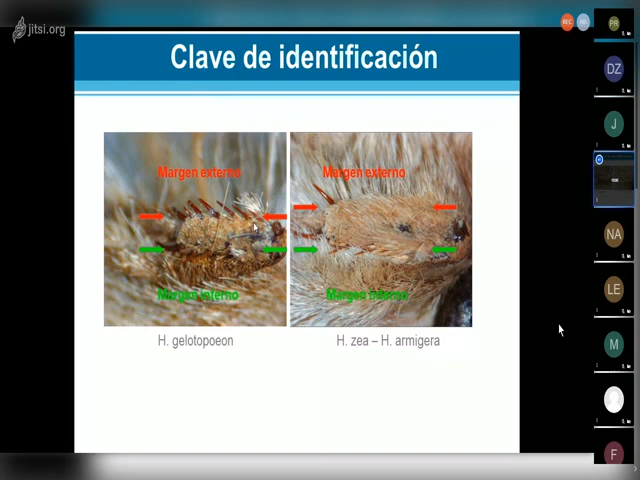 jitsi.org
REC
PR
Clave de identificación
DZ
J
Margen externo
Margen externo
NA
LE
Margen interno
Margen interno
H. gelotopoeon
H. zea – H. armigera
M
F